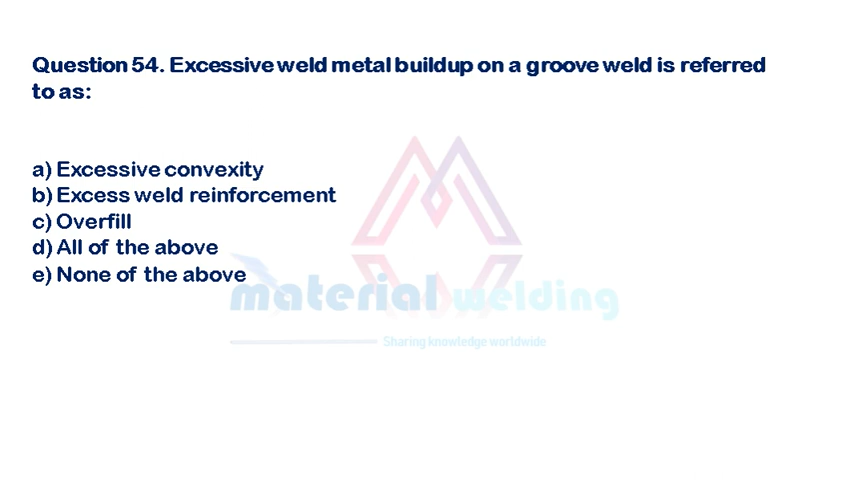 Question 54. Excessive weld metal buildup on a groove weld is referred
to as:
a) Excessive convexity
b) Excess weld reinforcement
c) Overfill
d) All of the above
e) None of the above
material welding
Sharing knowledge worldwide